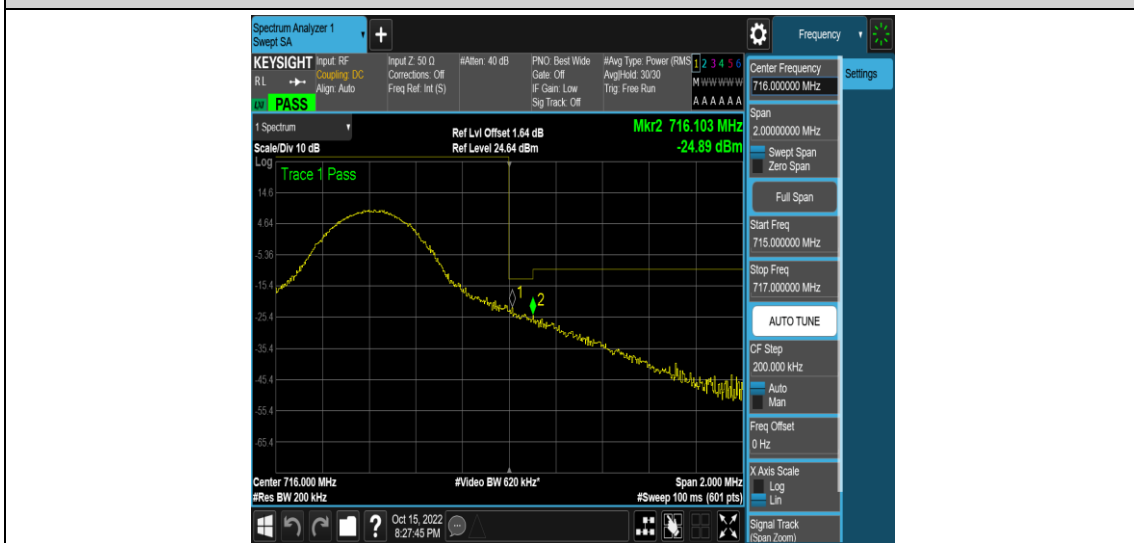 Spectrum Analyzer 1
Swept SA
+
Frequency
KEYSIGHT
RL
LV PASS
Input: RF
Coupling: DC
Align: Auto
Input Z: 50 Ω
Corrections: Off
Freq Ref: Int (S)
#Atten: 40 dB
PNO: Best Wide
Gate: Off
IF Gain: Low
Sig Track: Off
#Avg Type: Power (RMS
Avg|Hold: 30/30
Trig: Free Run
1 2 3 4 5 6
M W W W W W
A A A A A A
1 Spectrum
Scale/Div 10 dB
Ref Lvl Offset 1.64 dB
Ref Level 24.64 dBm
Mkr2 716.103 MHz
-24.89 dBm
Log
Trace 1 Pass
14.6
4.64
-5.36
-15.4
-25.4
-35.4
-45.4
-55.4
-65.4
1
2
Center 716.000 MHz
#Video BW 620 kHz*
Span 2.000 MHz
#Res BW 200 kHz
#Sweep 100 ms (601 pts)
?
Oct 15, 2022
8:27:45 PM
Center Frequency
716.000000 MHz
Settings
Span
2.00000000 MHz
Swept Span
Zero Span
Full Span
Start Freq
715.000000 MHz
Stop Freq
717.000000 MHz
AUTO TUNE
CF Step
200.000 kHz
Auto
Man
Freq Offset
0 Hz
X Axis Scale
Log
Lin
Signal Track
(Span Zoom)